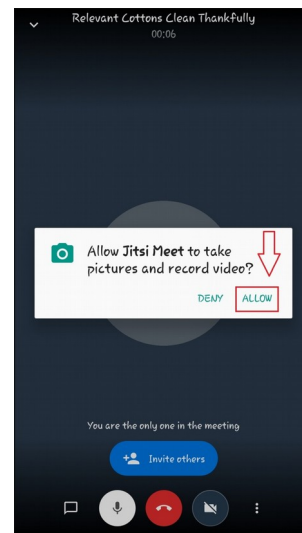 Relevant Cottons Clean Thankfully
00:06
Allow Jitsi Meet to take
pictures and record video?
DENY ALLOW
You are the only one in the meeting
Invite others